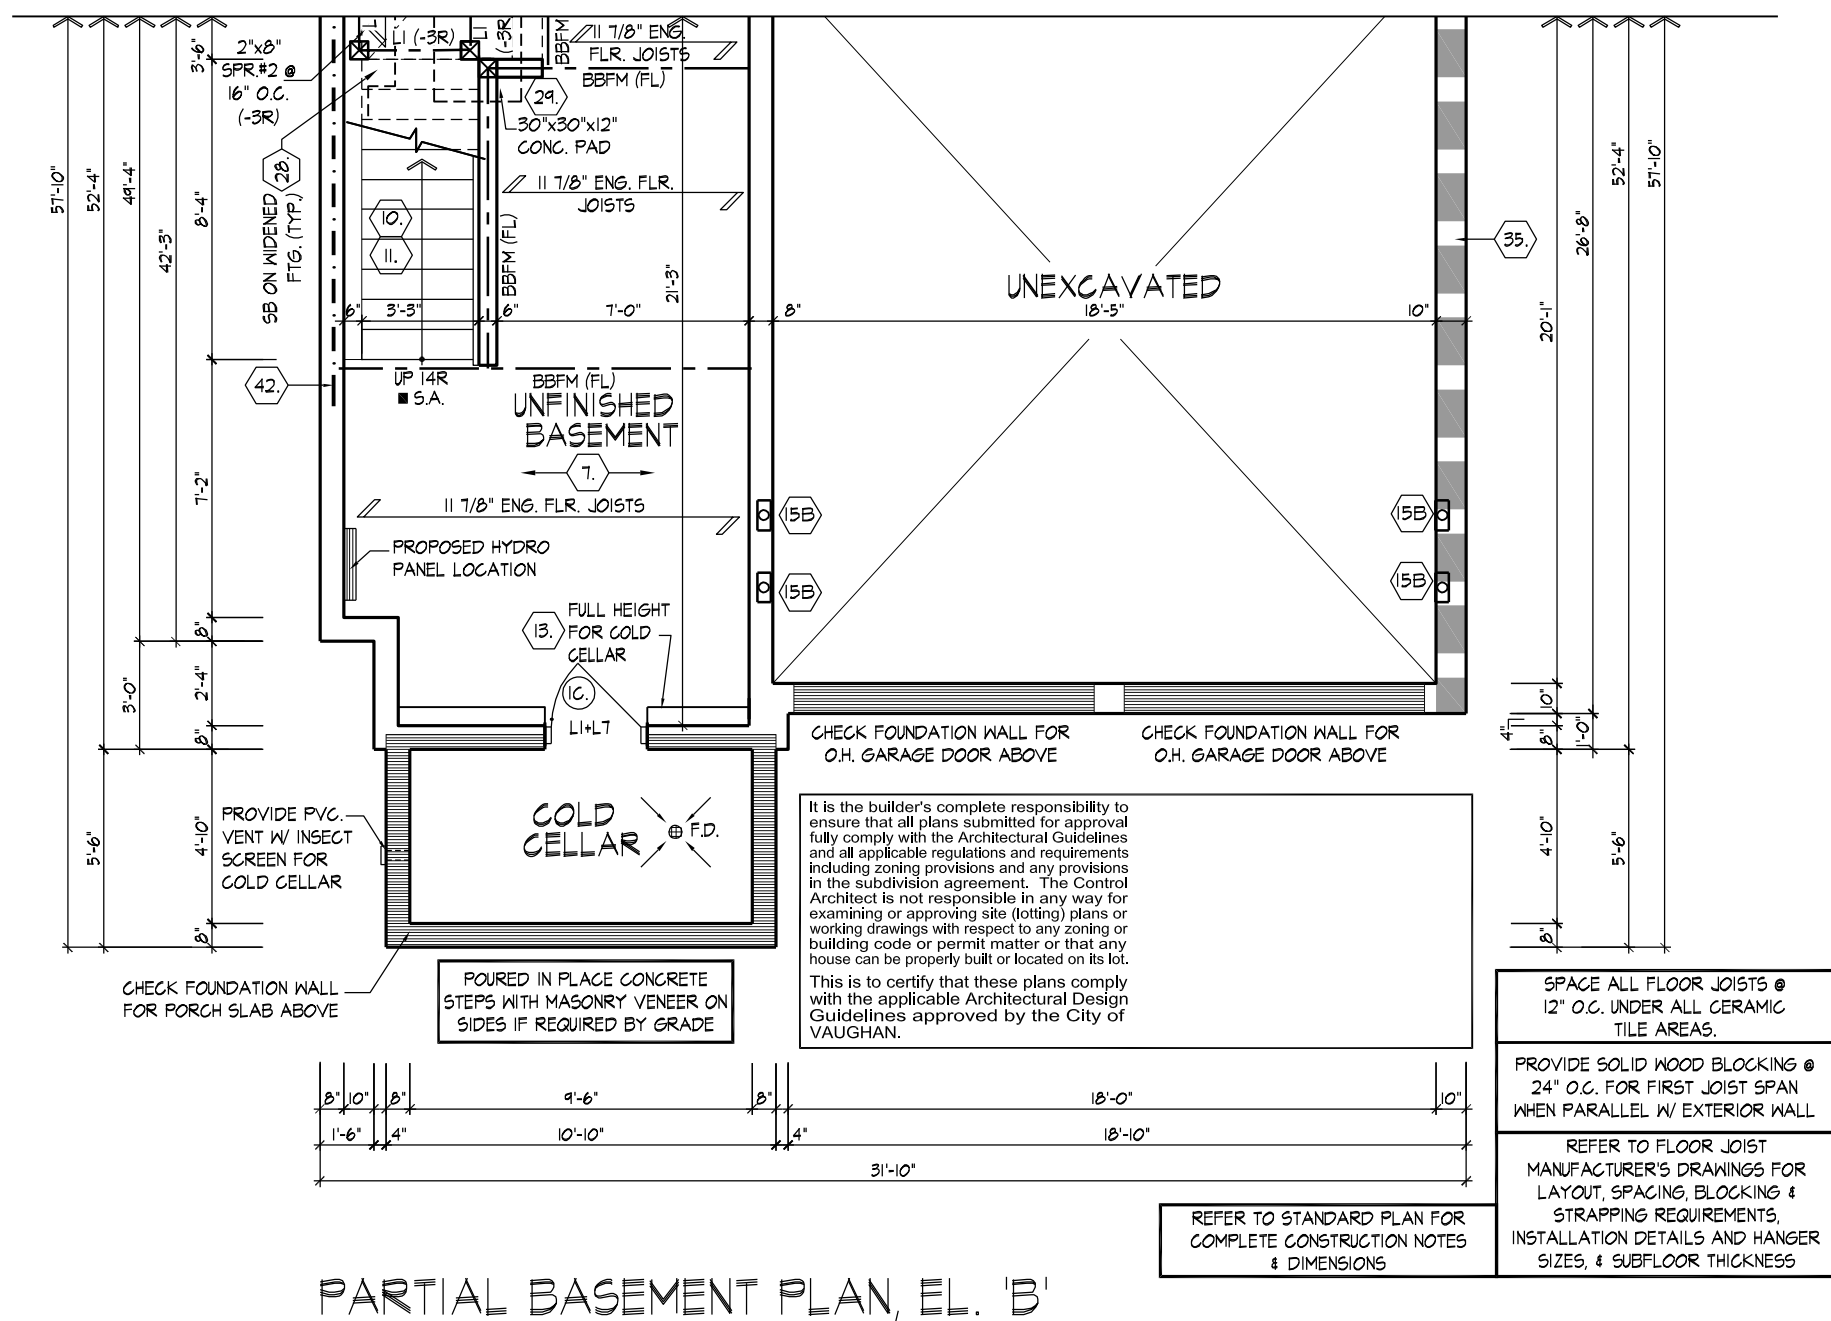 2"x8"
SPR.#2 @
16" O.C.
(-3R)
L1 (-3R)
L1
(-3R)
BBFM
11 7/8" ENG.
FLR. JOISTS
BBFM (FL)
29.
30"x30"x12"
CONC. PAD
28.
SB ON WIDENED
FTG. (TYP.)
11 7/8" ENG. FLR.
JOISTS
10.
11.
BBFM (FL)
3'-6"
8'-4"
7'-2"
8"
2'-4"
8"
4'-10"
8"
57'-10"
52'-4"
49'-4"
42'-3"
3'-0"
5'-6"
21'-3"
6"
3'-3"
6"
7'-0"
8"
18'-5"
10"
UNEXCAVATED
35.
42.
UP 14R
S.A.
BBFM (FL)
UNFINISHED
BASEMENT
7.
11 7/8" ENG. FLR. JOISTS
PROPOSED HYDRO
PANEL LOCATION
15B
15B
15B
15B
13.
FULL HEIGHT
FOR COLD
CELLAR
1C.
L1+L7
CHECK FOUNDATION WALL FOR
O.H. GARAGE DOOR ABOVE
CHECK FOUNDATION WALL FOR
O.H. GARAGE DOOR ABOVE
52'-4"
57'-10"
26'-8"
20'-1"
10"
4"
8"
1'-0"
4'-10"
5'-6"
8"
PROVIDE PVC.
VENT W/ INSECT
SCREEN FOR
COLD CELLAR
COLD
CELLAR
F.D.
It is the builder's complete responsibility to
ensure that all plans submitted for approval
fully comply with the Architectural Guidelines
and all applicable regulations and requirements
including zoning provisions and any provisions
in the subdivision agreement. The Control
Architect is not responsible in any way for
examining or approving site (lotting) plans or
working drawings with respect to any zoning or
building code or permit matter or that any
house can be properly built or located on its lot.
This is to certify that these plans comply
with the applicable Architectural Design
Guidelines approved by the City of
VAUGHAN.
CHECK FOUNDATION WALL
FOR PORCH SLAB ABOVE
POURED IN PLACE CONCRETE
STEPS WITH MASONRY VENEER ON
SIDES IF REQUIRED BY GRADE
SPACE ALL FLOOR JOISTS @
12" O.C. UNDER ALL CERAMIC
TILE AREAS.
PROVIDE SOLID WOOD BLOCKING @
24" O.C. FOR FIRST JOIST SPAN
WHEN PARALLEL W/ EXTERIOR WALL
REFER TO FLOOR JOIST
MANUFACTURER'S DRAWINGS FOR
LAYOUT, SPACING, BLOCKING &
STRAPPING REQUIREMENTS,
INSTALLATION DETAILS AND HANGER
SIZES, & SUBFLOOR THICKNESS
8" 10" 8" 9'-6" 8" 18'-0" 10"
1'-6" 4" 10'-10" 4" 18'-10"
31'-10"
REFER TO STANDARD PLAN FOR
COMPLETE CONSTRUCTION NOTES
& DIMENSIONS
PARTIAL BASEMENT PLAN, EL. 'B'